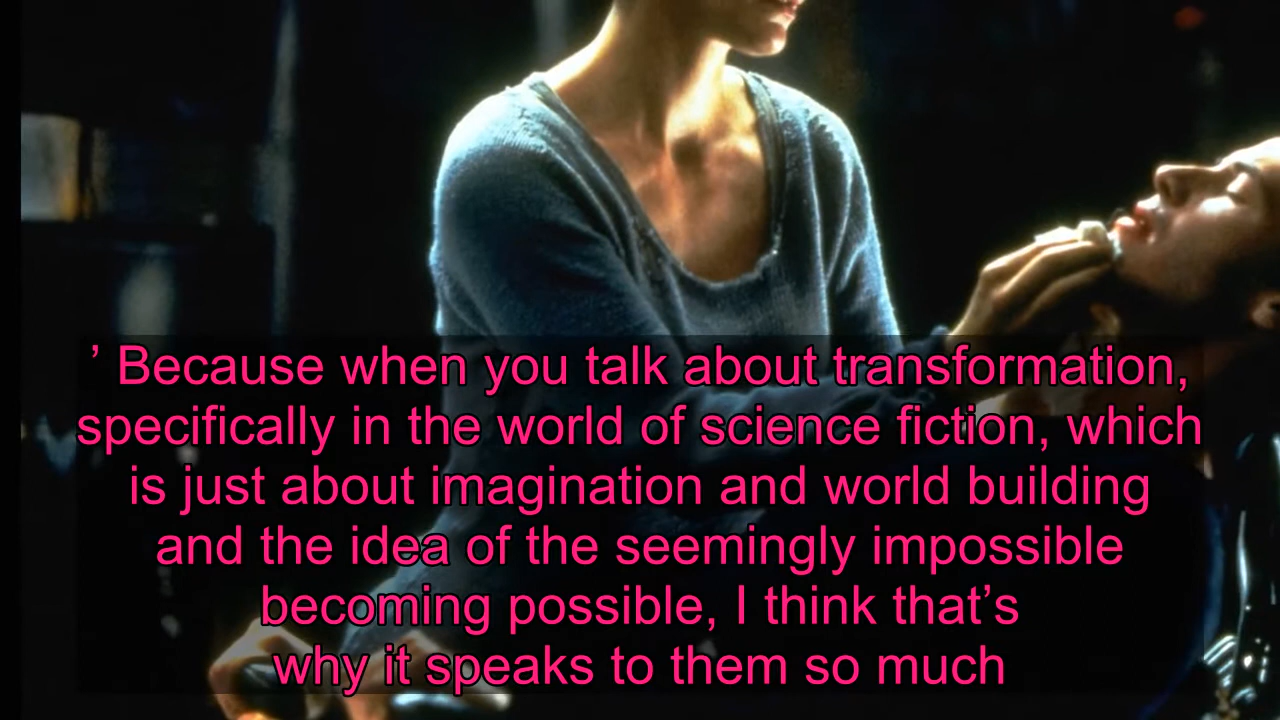 ’ Because when you talk about transformation,
specifically in the world of science fiction, which
is just about imagination and world building
and the idea of the seemingly impossible
becoming possible, I think that’s
why it speaks to them so much